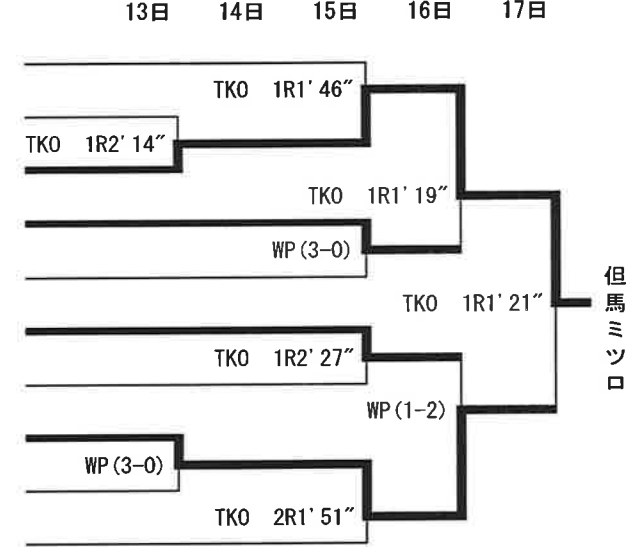 13日 14日 15日 16日 17日
TKO 1R1'46″
TKO 1R2'14″
TKO 1R1'19″
WP(3-0)
TKO 1R1'21″
但馬ミツロ
TKO 1R2'27″
WP(1-2)
WP(3-0)
TKO 2R1'51″